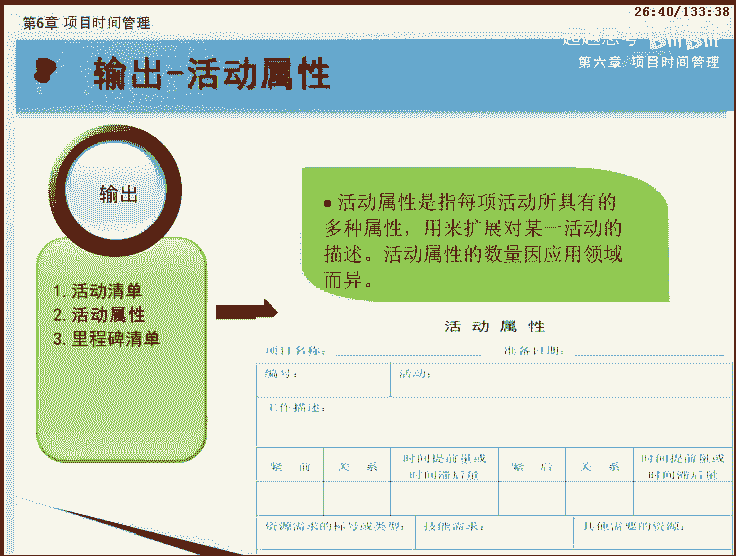 第6章 项目时间管理
26:40/133:38
第六章 项目时间管理
输出-活动属性
输出
1. 活动清单
2. 活动属性
3. 里程碑清单
● 活动属性是指每项活动所具有的
多种属性，用来扩展对某一活动的
描述。活动属性的数量因应用领域
而异。
活 动 属 性
项目名称： 准备日期：
编号： 活动：
工作描述：
紧 前 关 系 时间提前量或 紧 后 关 系 时间提前量或
时间滞后量 时间滞后量
资源需求的标号或类型： 技能需求： 其他需要的资源：